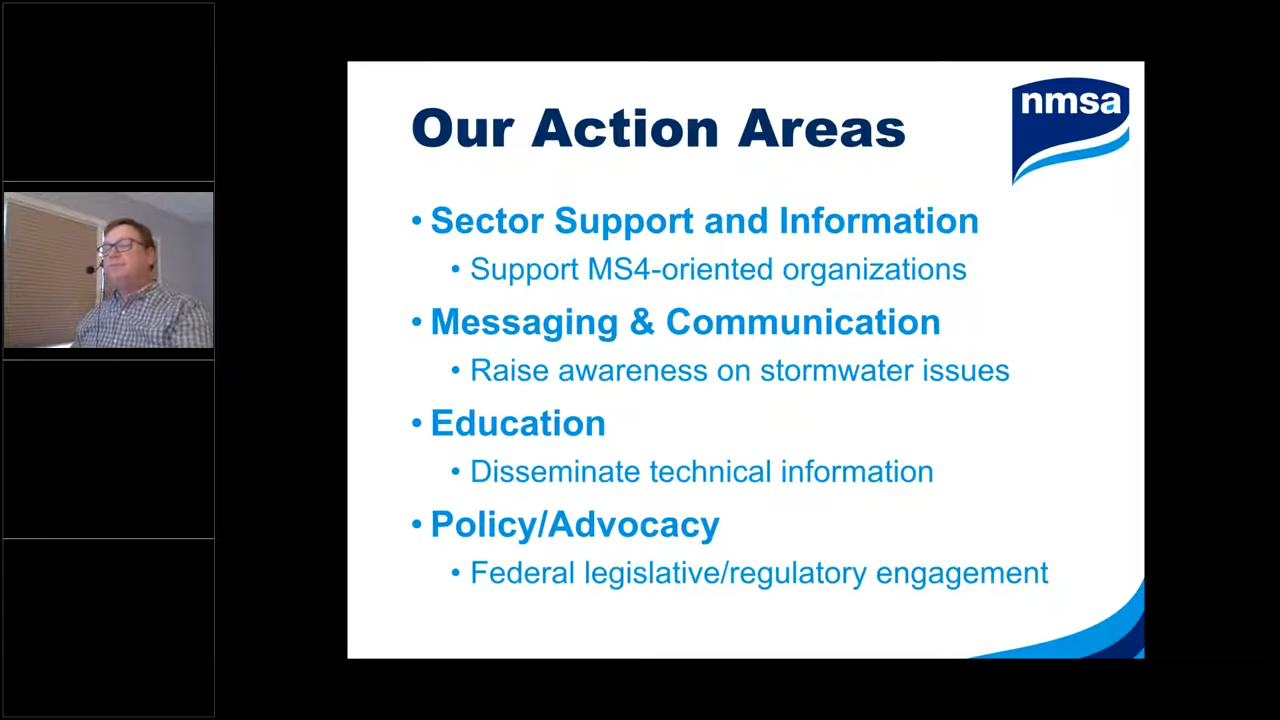 nmsa
Our Action Areas
• Sector Support and Information
• Support MS4-oriented organizations
• Messaging & Communication
• Raise awareness on stormwater issues
• Education
• Disseminate technical information
• Policy/Advocacy
• Federal legislative/regulatory engagement